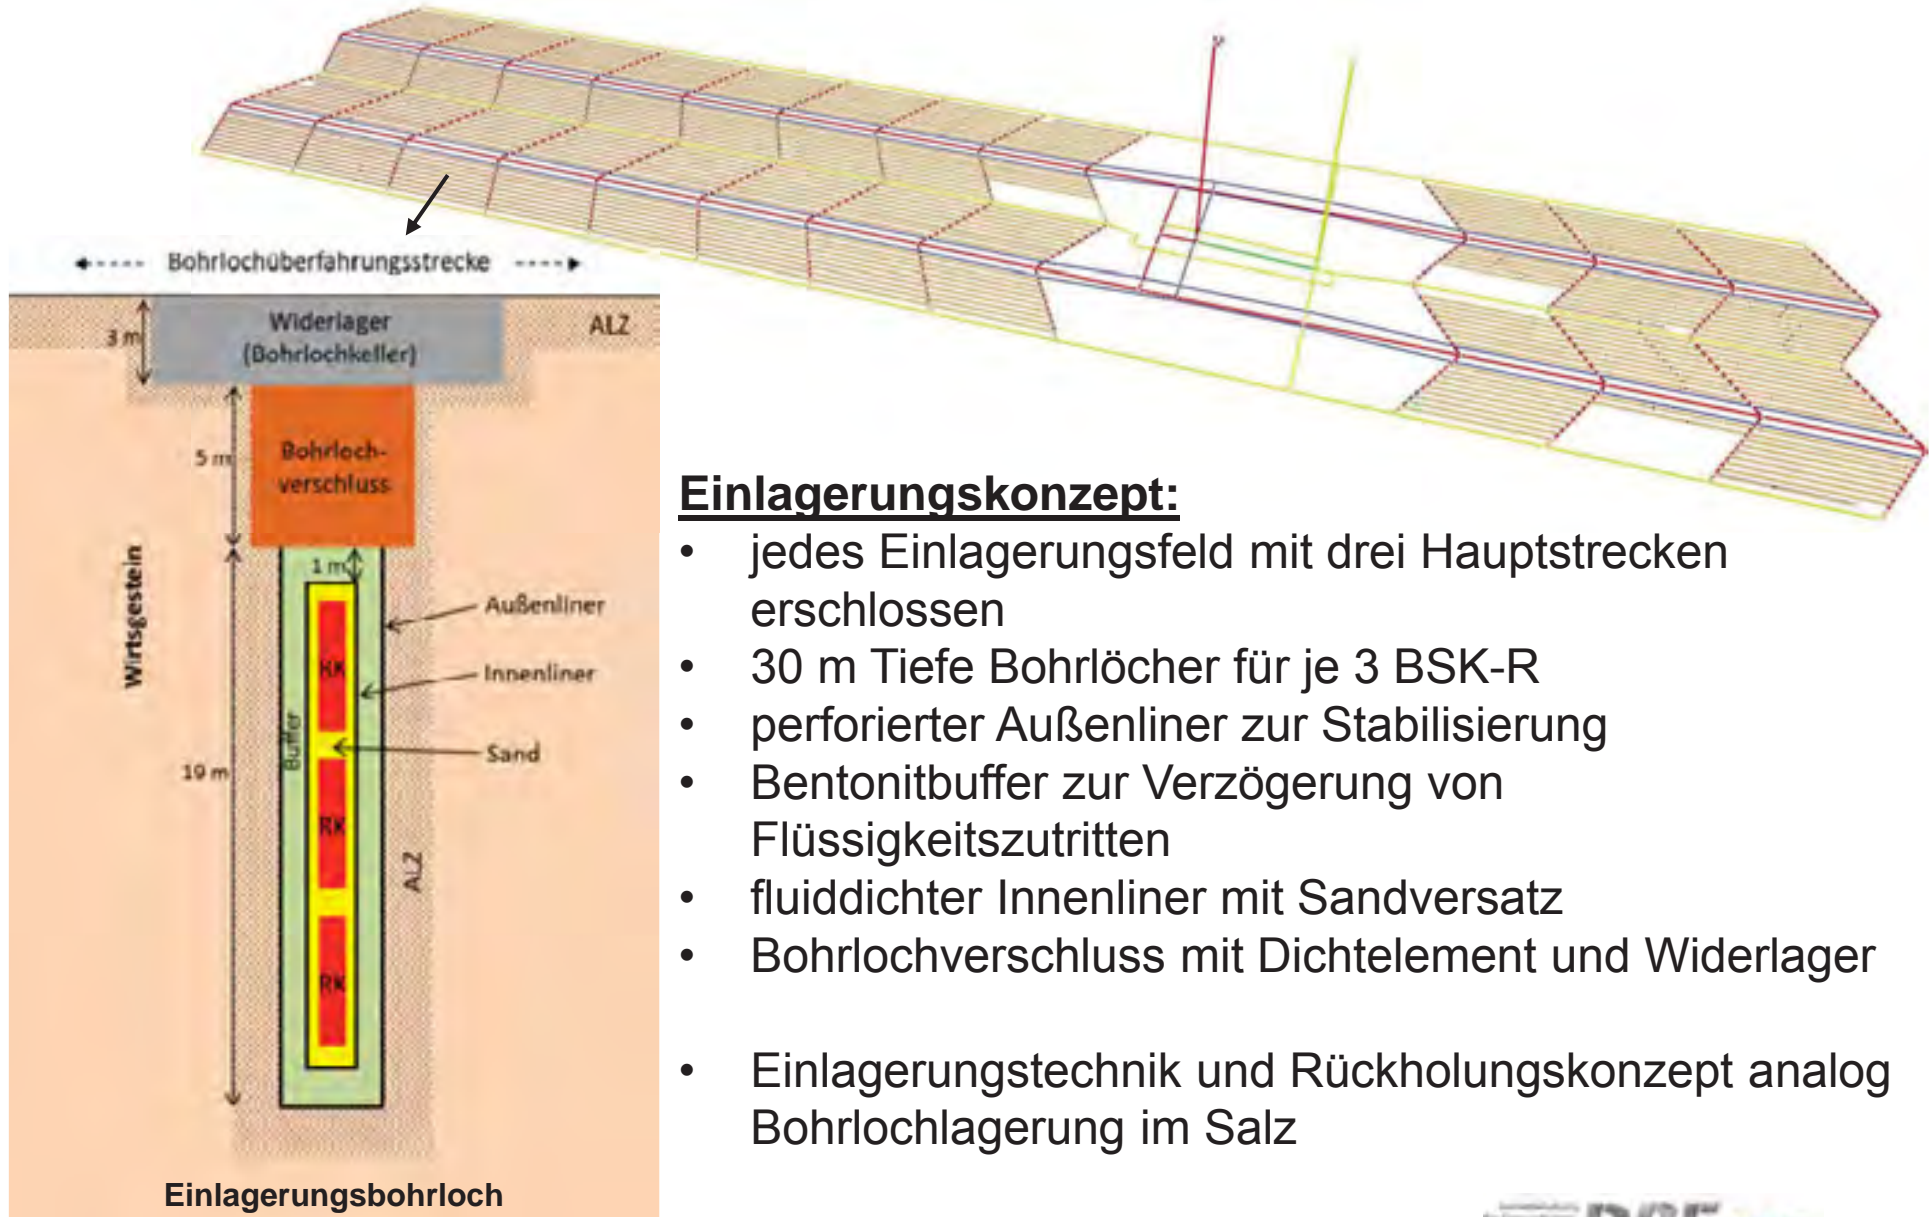 Bohrlochüberfahrungsstrecke
Widerlager
(Bohrlochkeller)
ALZ
3 m
Bohrloch-
verschluss
5 m
1 m
Wirtsgestein
Außenliner
RK
Innenliner
Buffer
Sand
19 m
RK
ALZ
RK
Einlagerungsbohrloch
Einlagerungskonzept:
• jedes Einlagerungsfeld mit drei Hauptstrecken
erschlossen
• 30 m Tiefe Bohrlöcher für je 3 BSK-R
• perforierter Außenliner zur Stabilisierung
• Bentonitbuffer zur Verzögerung von
Flüssigkeitszutritten
• fluiddichter Innenliner mit Sandversatz
• Bohrlochverschluss mit Dichtelement und Widerlager
• Einlagerungstechnik und Rückholungskonzept analog
Bohrlochlagerung im Salz